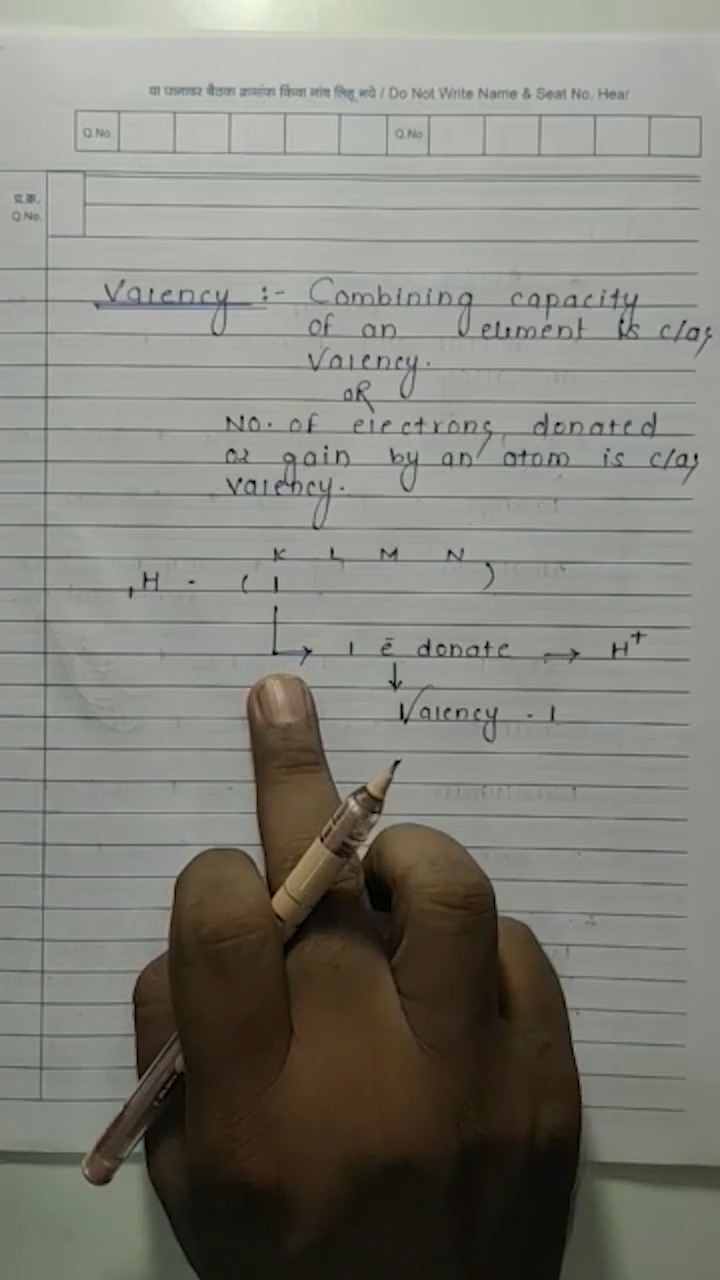 या पानावर बैठक क्रमांक किंवा नांव लिहू नये / Do Not Write Name & Seat No. Hear
Q.No. Q.No
प्र.क्र.
Q.No.
Valency :- Combining capacity
of an element is c/as
Valency.
OR
No. of electrons donated
or gain by an atom is c/as
valency.
K L M N
₁H - ( 1 )
→ 1 ē donate → H⁺
↓
Valency - 1